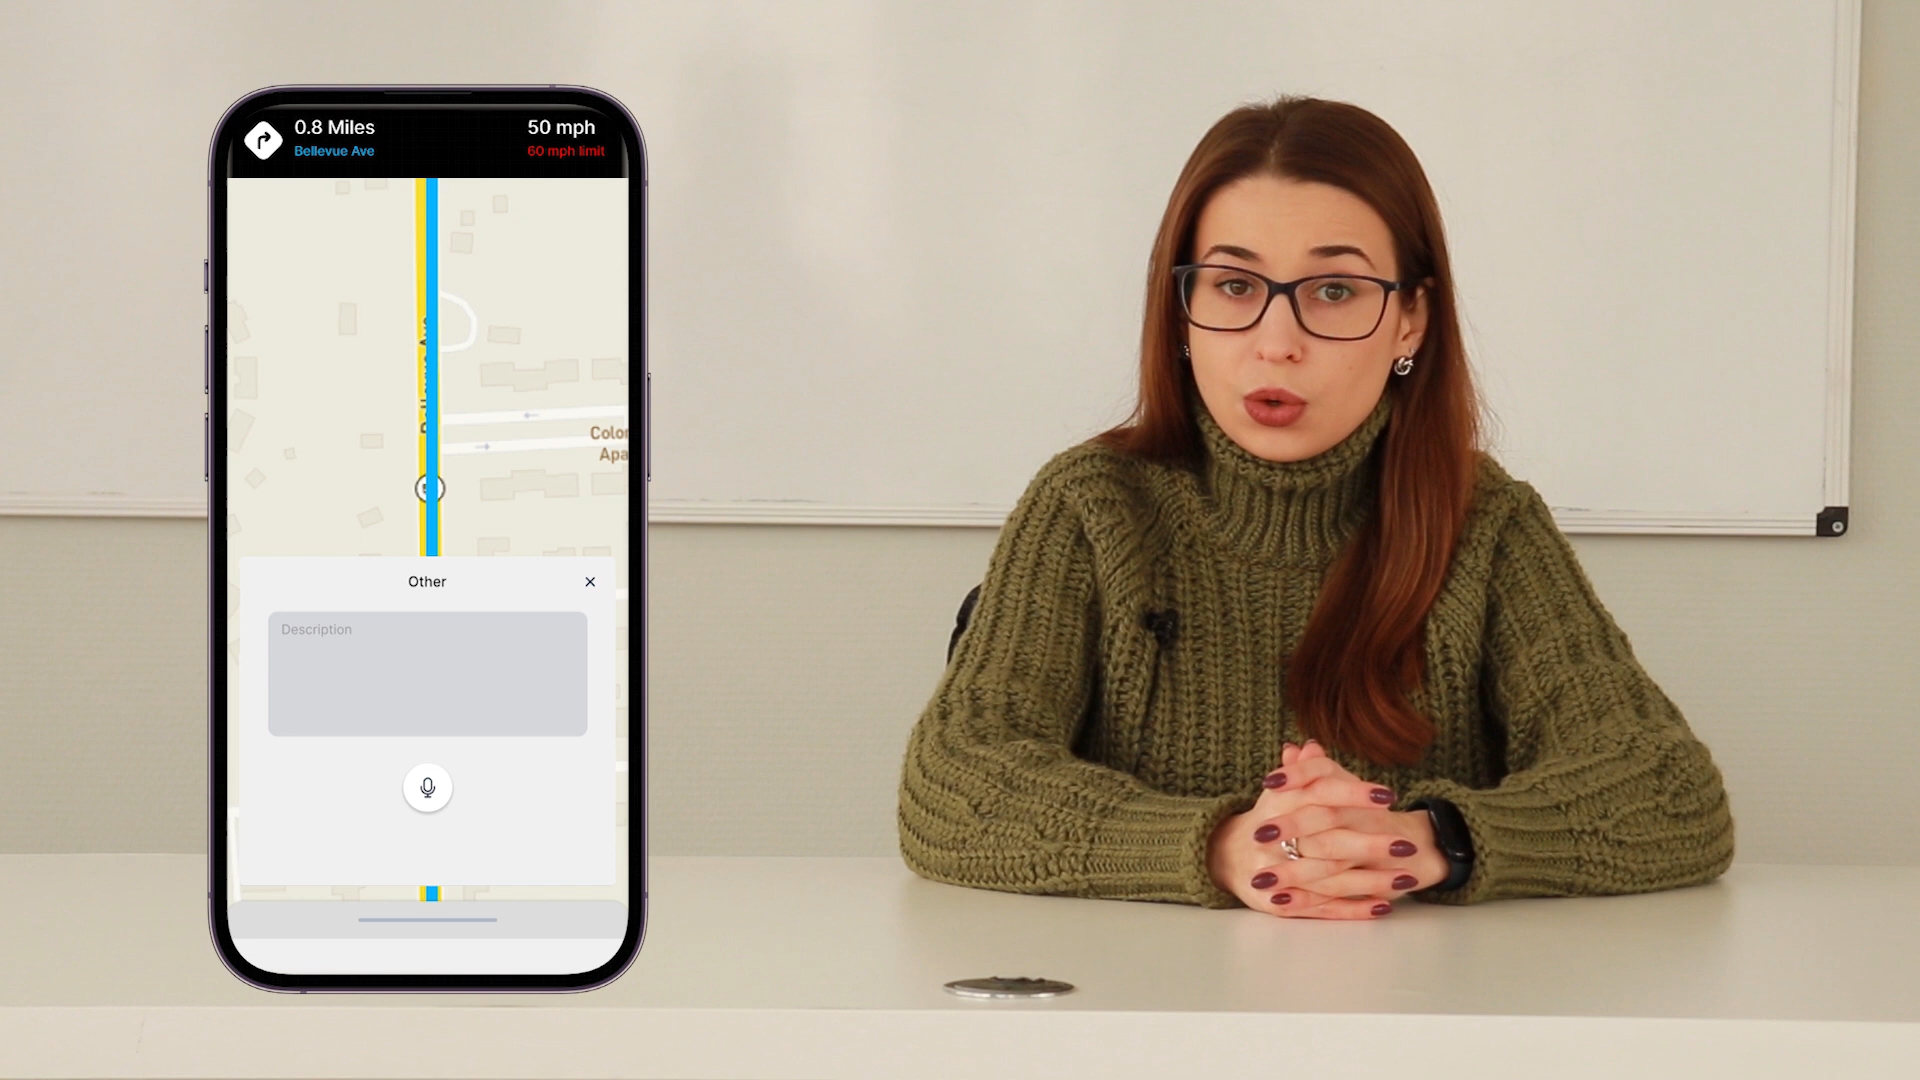 0.8 Miles
Bellevue Ave
50 mph
60 mph limit
Other
Description